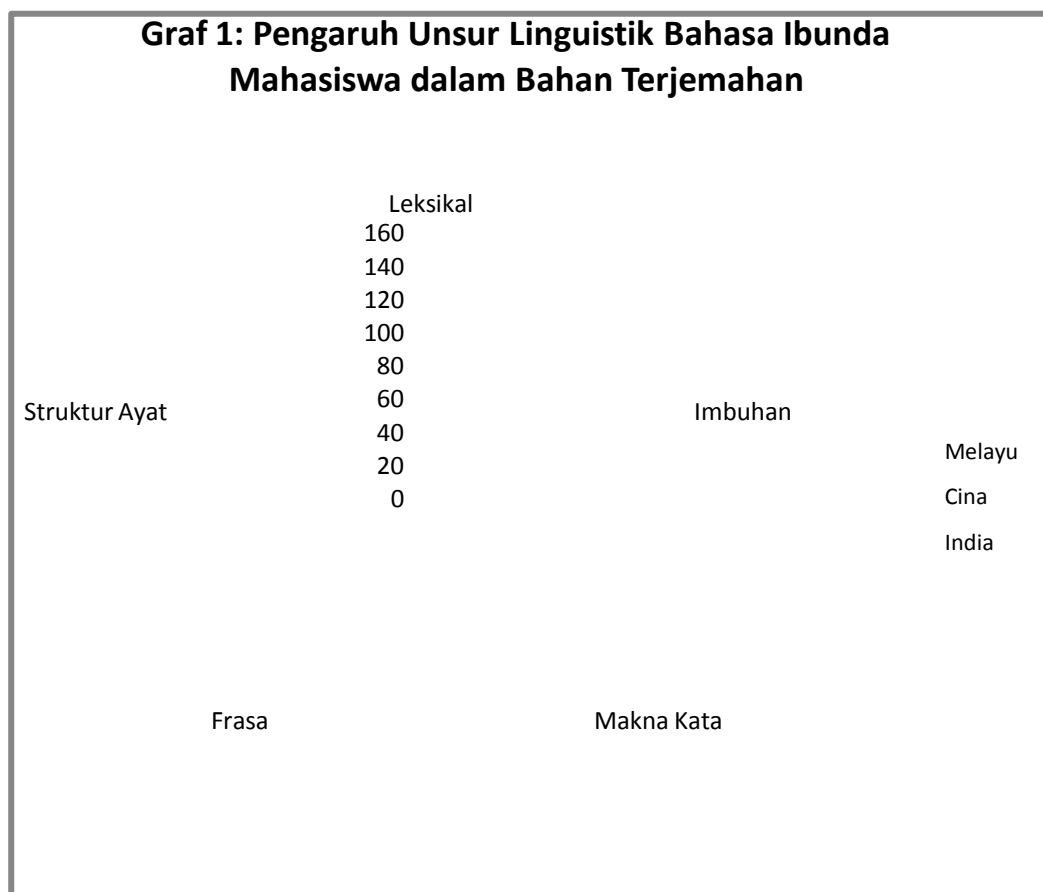 Graf 1: Pengaruh Unsur Linguistik Bahasa Ibunda
Mahasiswa dalam Bahan Terjemahan
Leksikal
160
140
120
100
80
60
40
20
0
Struktur Ayat
Imbuhan
Melayu
Cina
India
Frasa
Makna Kata